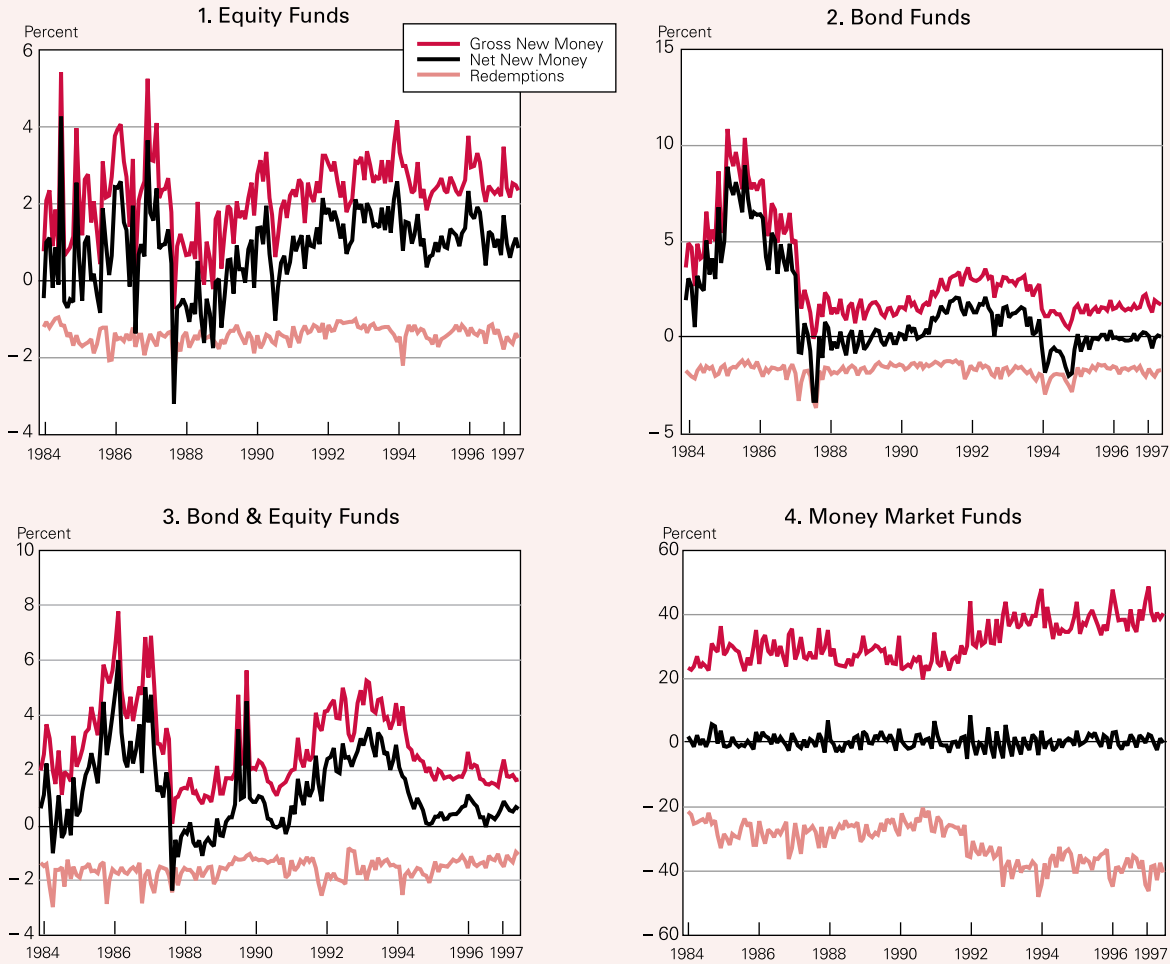 1. Equity Funds
Percent
6
4
2
0
– 2
– 4
1984 1986 1988 1990 1992 1994 1996 1997
Gross New Money
Net New Money
Redemptions
2. Bond Funds
Percent
15
10
5
0
– 5
1984 1986 1988 1990 1992 1994 1996 1997
3. Bond & Equity Funds
Percent
10
8
6
4
2
0
– 2
– 4
1984 1986 1988 1990 1992 1994 1996 1997
4. Money Market Funds
Percent
60
40
20
0
– 20
– 40
– 60
1984 1986 1988 1990 1992 1994 1996 1997